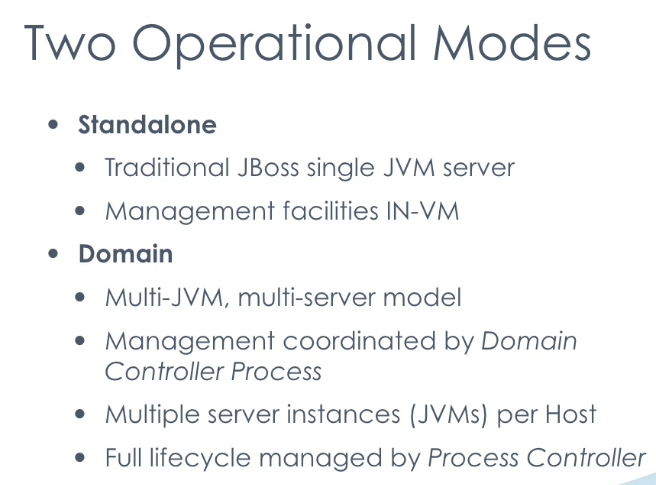 Two Operational Modes
• Standalone
• Traditional JBoss single JVM server
• Management facilities IN-VM
• Domain
• Multi-JVM, multi-server model
• Management coordinated by Domain
Controller Process
• Multiple server instances (JVMs) per Host
• Full lifecycle managed by Process Controller